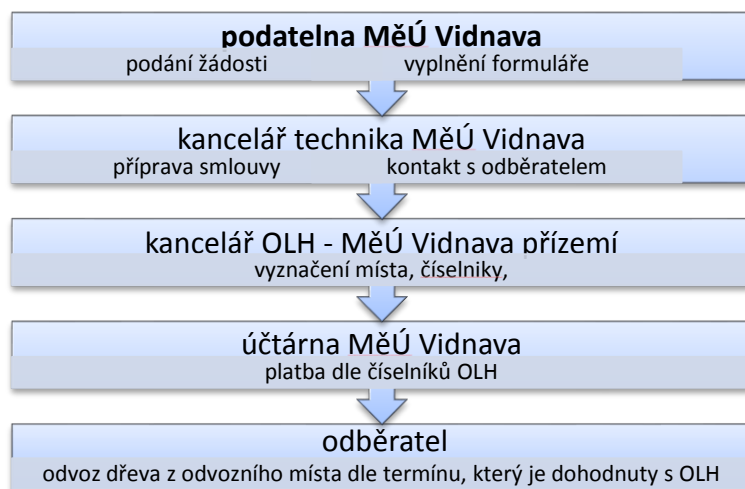 podatelna MěÚ Vidnava
podání žádosti vyplnění formuláře
kancelář technika MěÚ Vidnava
příprava smlouvy kontakt s odběratelem
kancelář OLH - MěÚ Vidnava přízemí
vyznačení místa, číselniky,
účtárna MěÚ Vidnava
platba dle číselníků OLH
odběratel
odvoz dřeva z odvozního místa dle termínu, který je dohodnuty s OLH